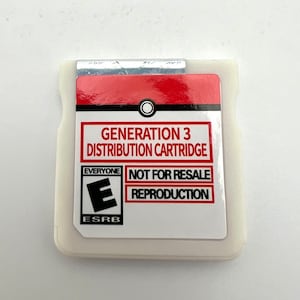 GENERATION 3
DISTRIBUTION CARTRIDGE
EVERYONE
E
ESRB
NOT FOR RESALE
REPRODUCTION